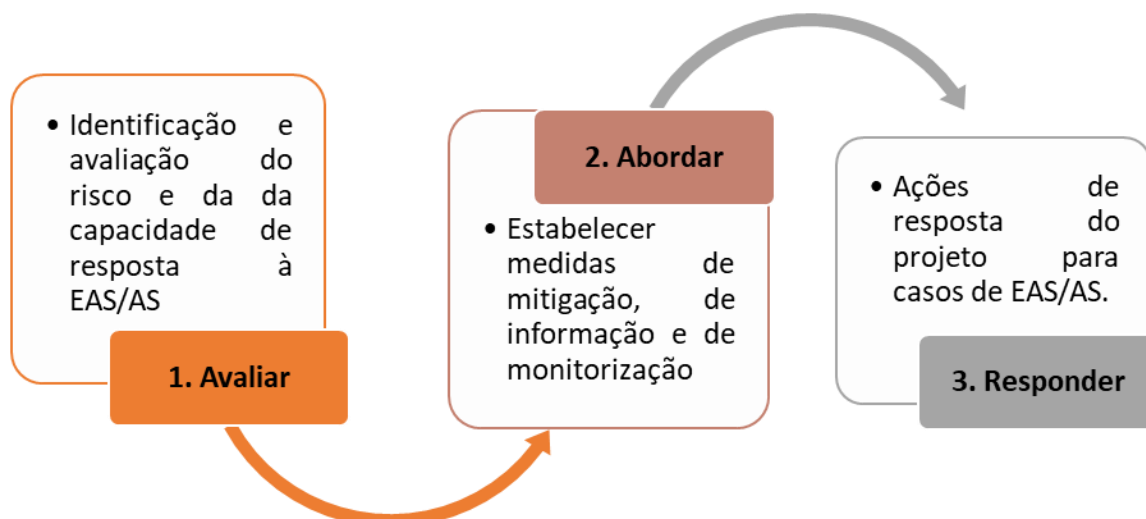 • Identificação e
avaliação do
risco e da da
capacidade de
resposta à
EAS/AS
1. Avaliar
2. Abordar
• Estabelecer
medidas de
mitigação, de
informação e de
monitorização
• Ações de
resposta do
projeto para
casos de EAS/AS.
3. Responder